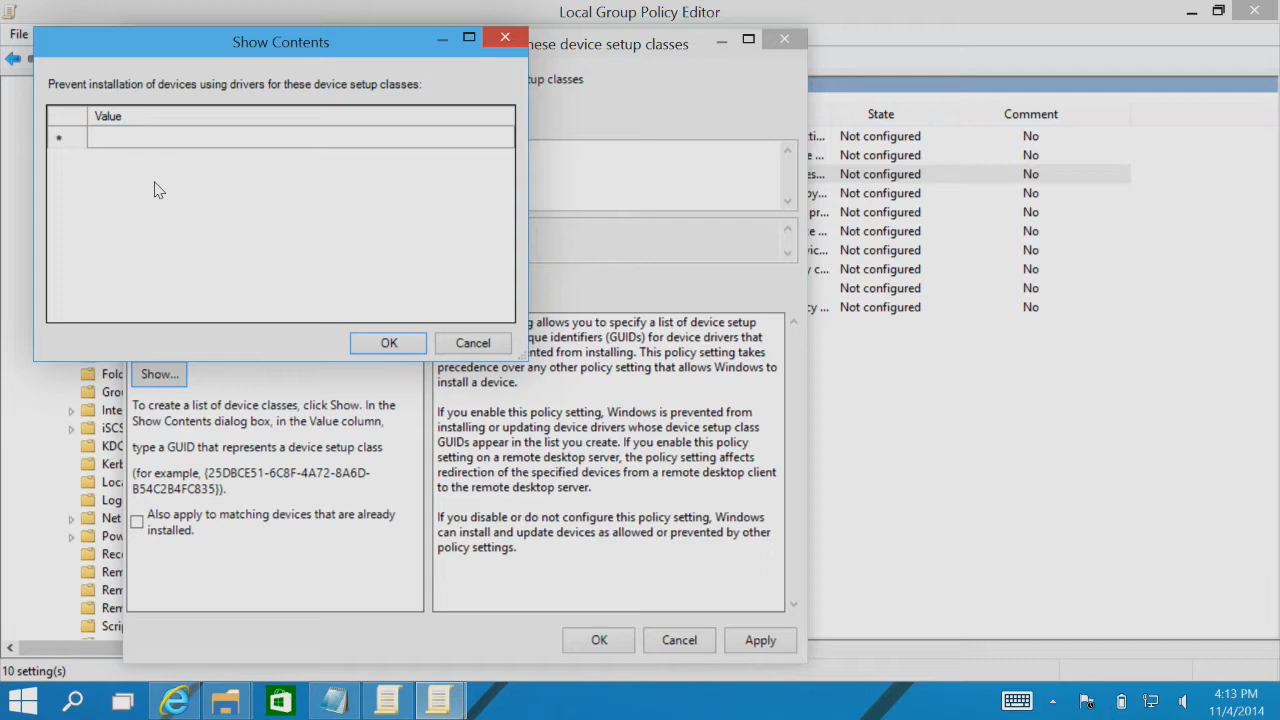 Local Group Policy Editor
File
Show Contents
hese device setup classes
Prevent installation of devices using drivers for these device setup classes:
up classes
Value
*
OK
Cancel
State
Comment
cti...
Not configured
No
e ...
Not configured
No
es...
Not configured
No
by...
Not configured
No
pr...
Not configured
No
te ...
Not configured
No
vic...
Not configured
No
y c...
Not configured
No
Not configured
No
cy ...
Not configured
No
Fold
Grou
Inte
iSCS
KDC
Kerb
Loca
Log
Net
Pow
Reco
Rem
Rem
Rem
Scrip
10 setting(s)
Show...
To create a list of device classes, click Show. In the
Show Contents dialog box, in the Value column,
type a GUID that represents a device setup class
(for example, {25DBCE51-6C8F-4A72-8A6D-
B54C2B4FC835}).
Also apply to matching devices that are already
installed.
g allows you to specify a list of device setup
que identifiers (GUIDs) for device drivers that
nted from installing. This policy setting takes
precedence over any other policy setting that allows Windows to
install a device.
If you enable this policy setting, Windows is prevented from
installing or updating device drivers whose device setup class
GUIDs appear in the list you create. If you enable this policy
setting on a remote desktop server, the policy setting affects
redirection of the specified devices from a remote desktop client
to the remote desktop server.
If you disable or do not configure this policy setting, Windows
can install and update devices as allowed or prevented by other
policy settings.
OK
Cancel
Apply
4:13 PM
11/4/2014